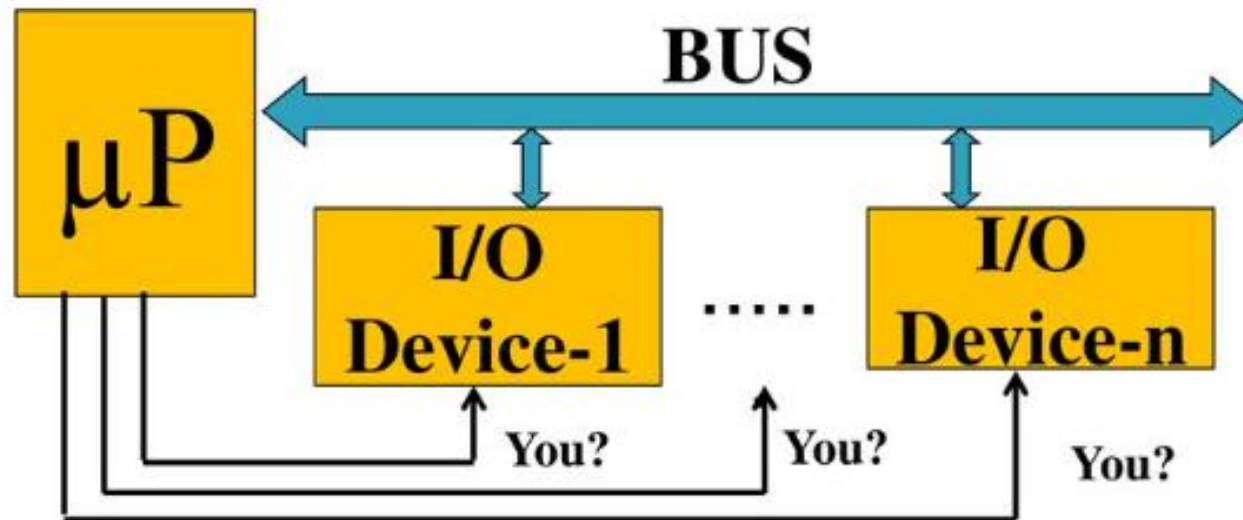 BUS
μP
I/O
Device-1
.....
I/O
Device-n
You?
You?
You?